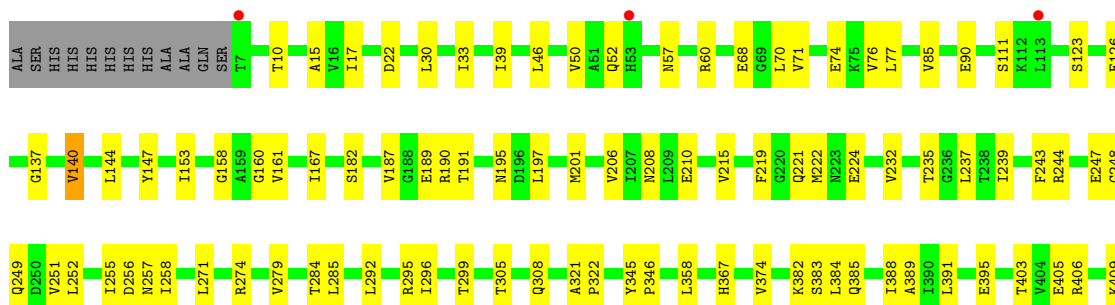 ALA SER HIS HIS HIS HIS HIS HIS ALA ALA GLN SER T7 T10 A15 V16 I17 D22 L30 I33 I39 L46 V50 A51 Q52 H53 N57 R60 E68 G69 L70 V71 E74 K75 V76 L77 V85 E90 S111 K112 L113 S123
G137 V140 L144 Y147 I153 G158 A159 G160 V161 I167 S182 V187 G188 E189 R190 T191 N195 D196 L197 M201 V206 I207 N208 L209 E210 V215 F219 G220 Q221 M222 N223 E224 V232 T235 G236 L237 T238 I239 F243 R244 E247
Q249 D250 V251 L252 I255 D256 N257 I258 L271 R274 V279 T284 L285 L292 R295 I296 T299 T305 Q308 A321 P322 Y345 P346 L358 H367 V374 K382 S383 L384 Q385 I388 A389 I390 L391 E395 T403 V404 E405 R406